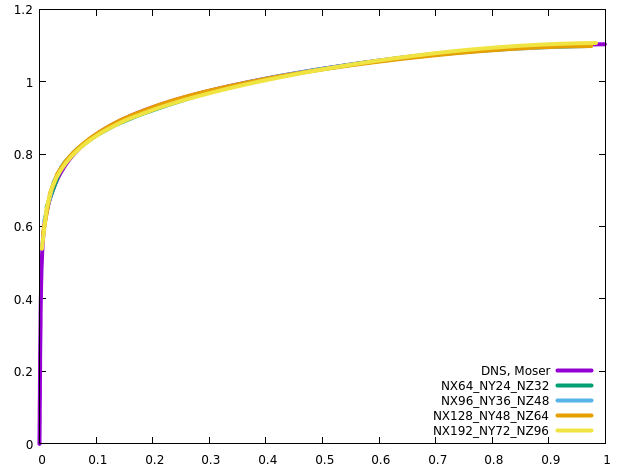 1.2
1
0.8
0.6
0.4
0.2
0
DNS, Moser
NX64_NY24_NZ32
NX96_NY36_NZ48
NX128_NY48_NZ64
NX192_NY72_NZ96
0 0.1 0.2 0.3 0.4 0.5 0.6 0.7 0.8 0.9 1